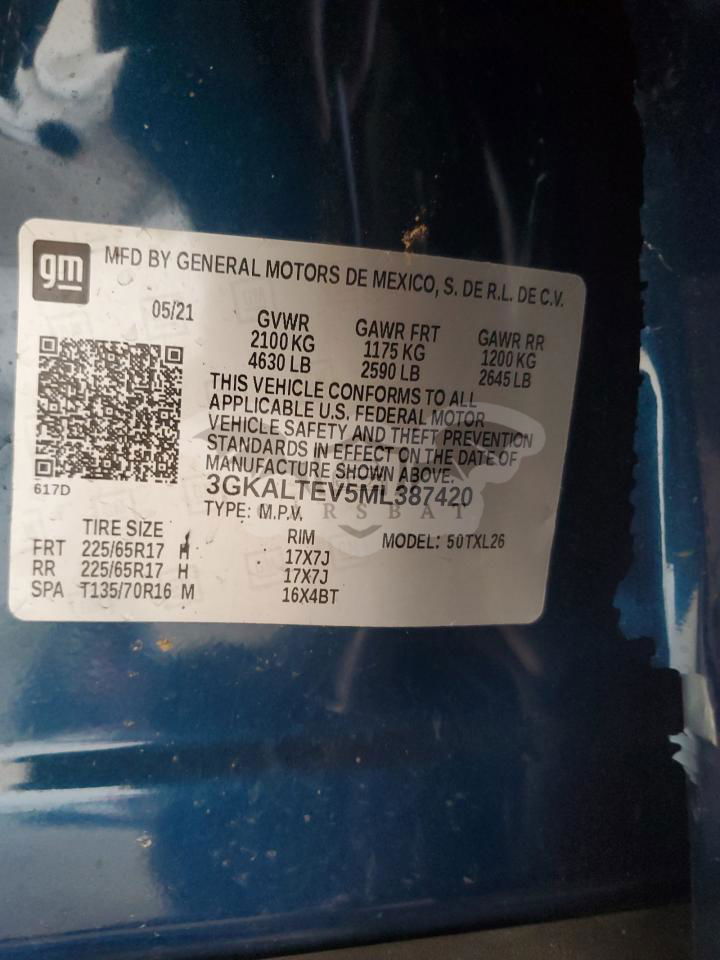 gm
MFD BY GENERAL MOTORS DE MEXICO, S. DE R.L. DE C.V.
05/21
GVWR GAWR FRT GAWR RR
2100 KG 1175 KG 1200 KG
4630 LB 2590 LB 2645 LB
THIS VEHICLE CONFORMS TO ALL
APPLICABLE U.S. FEDERAL MOTOR
VEHICLE SAFETY AND THEFT PREVENTION
STANDARDS IN EFFECT ON THE DATE OF
MANUFACTURE SHOWN ABOVE.
617D
3GKALTEV5ML387420
TYPE: M.P.V.
TIRE SIZE RIM MODEL: 50TXL26
FRT 225/65R17 H 17X7J
RR 225/65R17 H 17X7J
SPA T135/70R16 M 16X4BT